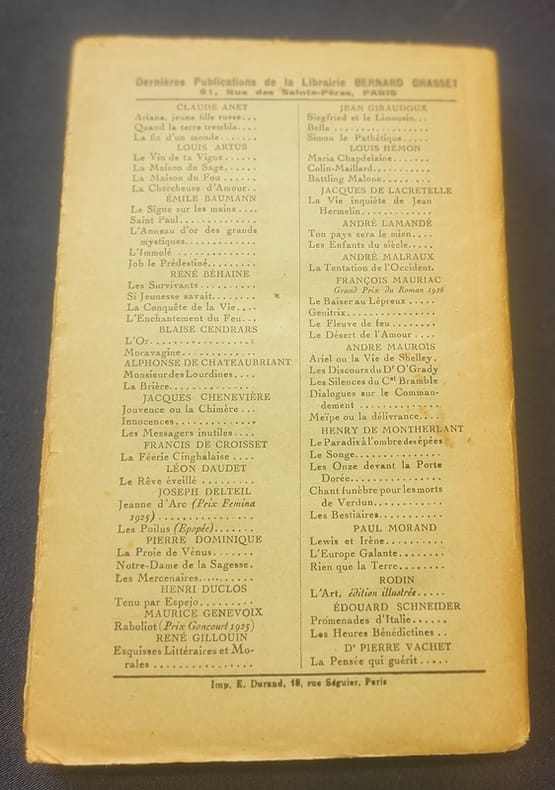 Dernières Publications de la Librairie BERNARD GRASSET
61, Rue des Saints-Pères, PARIS
CLAUDE ANET
Ariane, jeune fille russe...
Quand la terre trembla....
La fin d'un monde.......
LOUIS ARTUS
Le Vin de ta Vigne......
La Maison du Sage......
La Maison du Fou ......
La Chercheuse d'Amour..
ÉMILE BAUMANN
Le Signe sur les mains....
Saint Paul..............
L'Anneau d'or des grands
mystiques.............
L'Immolé ..............
Job le Prédestiné.........
RENÉ BÉHAINE
Les Survivants..........
Si Jeunesse savait........
La Conquête de la Vie....
L'Enchantement du Feu...
BLAISE CENDRARS
L'Or...................
Moravagine.............
ALPHONSE DE CHATEAUBRIANT
Monsieur des Lourdines....
La Brière...............
JACQUES CHENEVIÈRE
Jouvence ou la Chimère ...
Innocences..............
Les Messagers inutiles....
FRANCIS DE CROISSET
La Féerie Cinghalaise ....
LÉON DAUDET
Le Rêve éveillé .........
JOSEPH DELTEIL
Jeanne d'Arc (Prix Femina
1925) ................
Les Poilus (Epopée).......
PIERRE DOMINIQUE
La Proie de Vénus.......
Notre-Dame de la Sagesse.
Les Mercenaires.........
HENRI DUCLOS
Tenu par Espejo.........
MAURICE GENEVOIX
Raboliot (Prix Goncourt 1925)
RENÉ GILLOUIN
Esquisses Littéraires et Mo-
rales ................
JEAN GIRAUDOUX
Siegfried et le Limousin...
Bella ..................
Simon le Pathétique......
LOUIS HÉMON
Maria Chapdelaine.......
Colin-Maillard..........
Battling Malone.........
JACQUES DE LACRETELLE
La Vie inquiète de Jean
Hermelin.............
ANDRÉ LAMANDÉ
Ton pays sera le mien....
Les Enfants du siècle.....
ANDRÉ MALRAUX
La Tentation de l'Occident.
FRANÇOIS MAURIAC
Grand Prix du Roman 1926
Le Baiser au Lépreux .....
Genitrix................
Le Fleuve de feu........
Le Désert de l'Amour ....
ANDRE MAUROIS
Ariel ou la Vie de Shelley.
Les Discours du Dr O'Grady
Les Silences du Cel Bramble
Dialogues sur le Comman-
dement ..............
Meïpe ou la délivrance....
HENRY DE MONTHERLANT
Le Paradis à l'ombre des épées
Le Songe...............
Les Onze devant la Porte
Dorée................
Chant funèbre pour les morts
de Verdun............
Les Bestiaires...........
PAUL MORAND
Lewis et Irène..........
L'Europe Galante........
Rien que la Terre........
RODIN
L'Art, édition illustrée.....
ÉDOUARD SCHNEIDER
Promenades d'Italie......
Les Heures Bénédictines ..
Dr PIERRE VACHET
La Pensée qui guérit .....
Imp. E. Durand, 18, rue Séguier, Paris